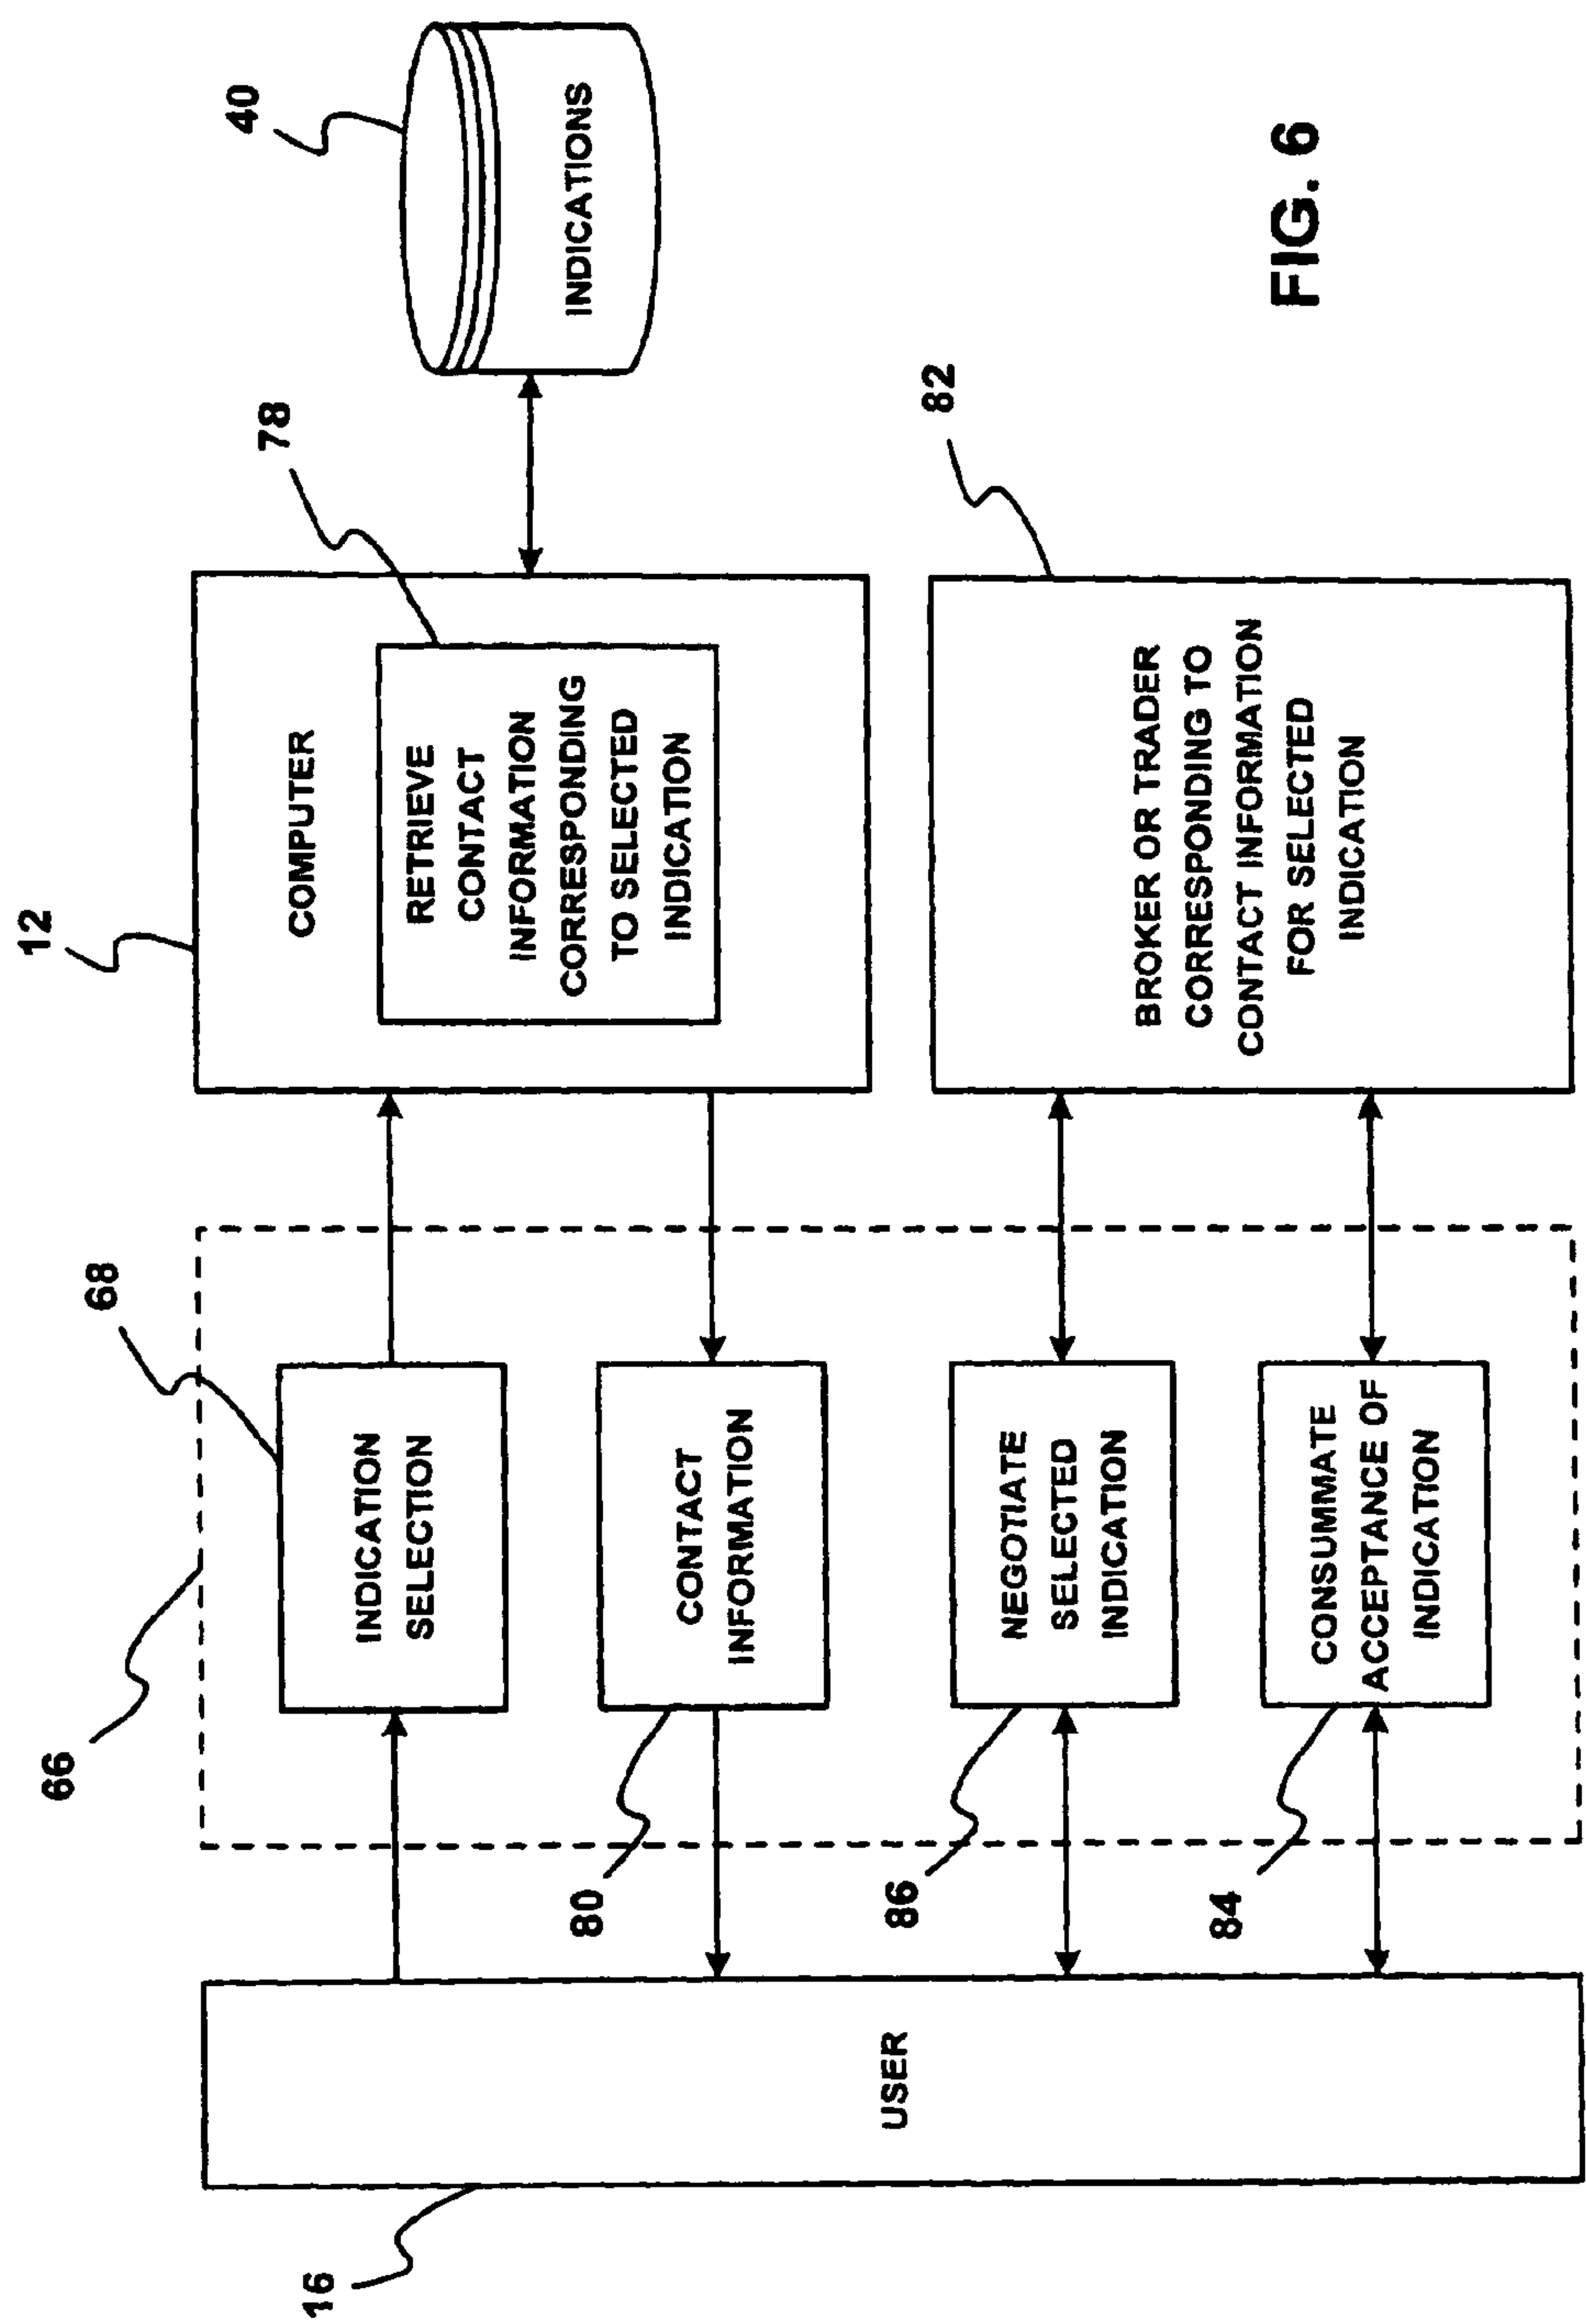 12
COMPUTER
78
RETRIEVE
CONTACT
INFORMATION
CORRESPONDING
TO SELECTED
INDICATION
40
INDICATIONS
66
68
INDICATION
SELECTION
80
CONTACT
INFORMATION
86
NEGOTIATE
SELECTED
INDICATION
84
CONSUMMATE
ACCEPTANCE OF
INDICATION
82
BROKER OR TRADER
CORRESPONDING TO
CONTACT INFORMATION
FOR SELECTED
INDICATION
16
USER
FIG. 6